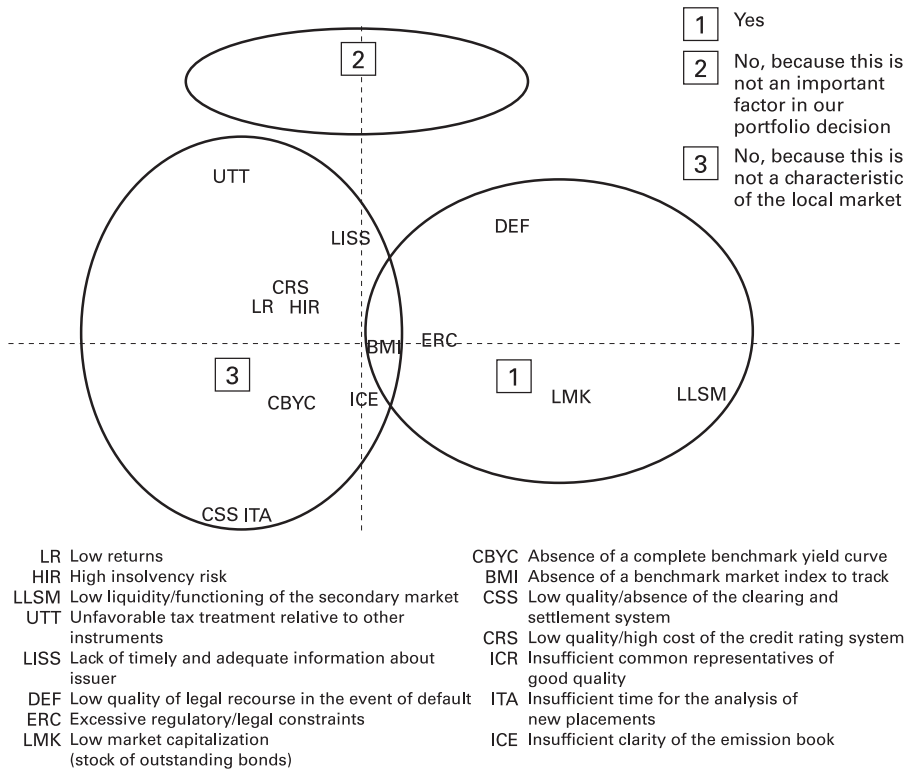 2
1 Yes
2 No, because this is
not an important
factor in our
portfolio decision
3 No, because this is
not a characteristic
of the local market
UTT
DEF
LISS
CRS
LR HIR
BMI
ERC
3
1
CBYC
ICE
LMK
LLSM
CSS ITA
LR Low returns
HIR High insolvency risk
LLSM Low liquidity/functioning of the secondary market
UTT Unfavorable tax treatment relative to other
instruments
LISS Lack of timely and adequate information about
issuer
DEF Low quality of legal recourse in the event of default
ERC Excessive regulatory/legal constraints
LMK Low market capitalization
(stock of outstanding bonds)
CBYC Absence of a complete benchmark yield curve
BMI Absence of a benchmark market index to track
CSS Low quality/absence of the clearing and
settlement system
CRS Low quality/high cost of the credit rating system
ICR Insufficient common representatives of
good quality
ITA Insufficient time for the analysis of
new placements
ICE Insufficient clarity of the emission book